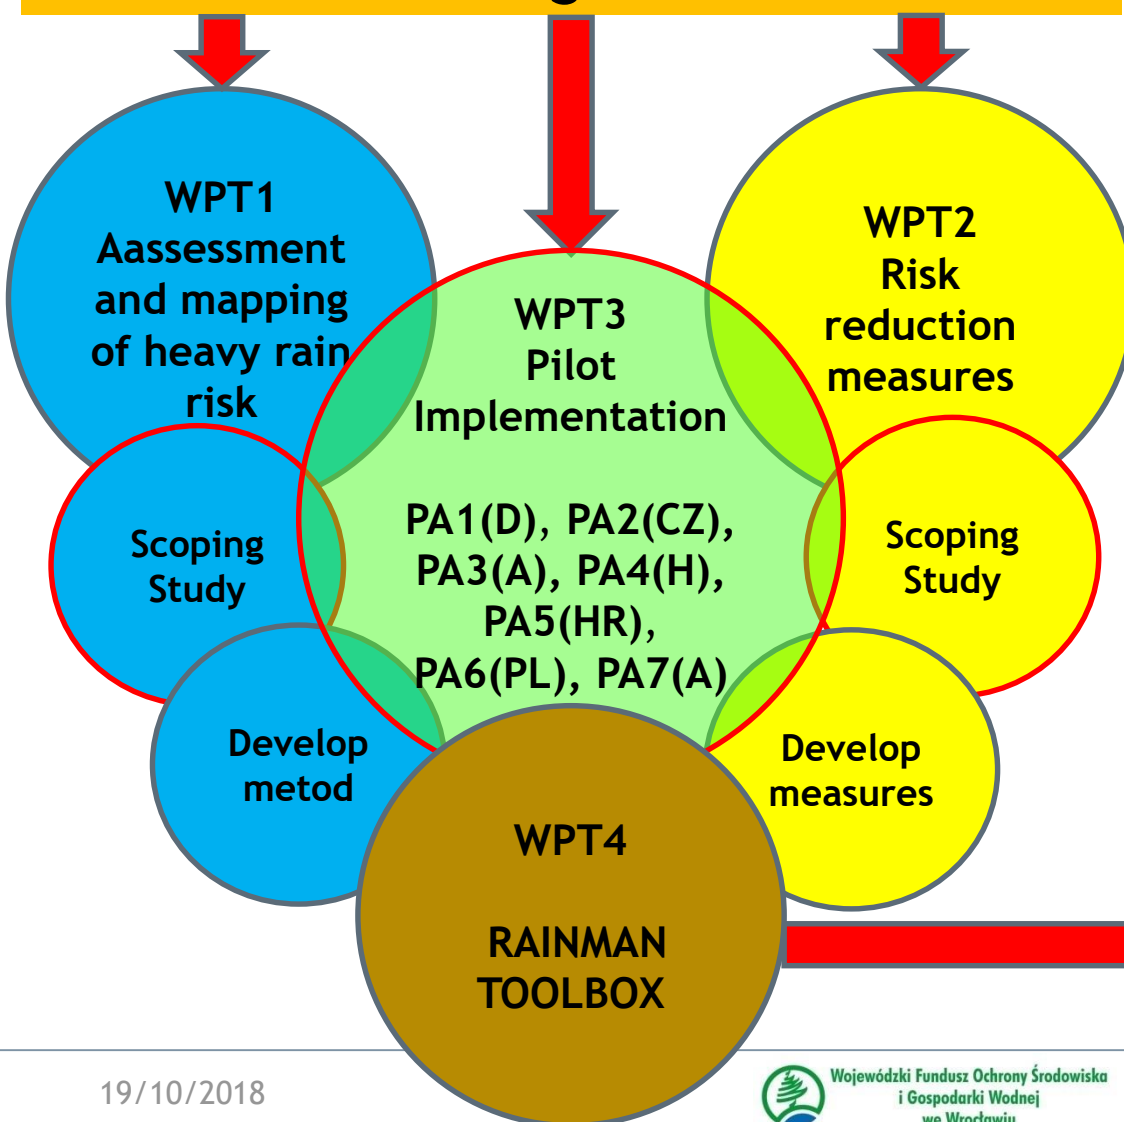 WPT1
Aassessment
and mapping
of heavy rain
risk
WPT3
Pilot
Implementation
PA1(D), PA2(CZ),
PA3(A), PA4(H),
PA5(HR),
PA6(PL), PA7(A)
WPT2
Risk
reduction
measures
Scoping
Study
Scoping
Study
Develop
metod
Develop
measures
WPT4
RAINMAN
TOOLBOX
19/10/2018
Wojewódzki Fundusz Ochrony Środowiska
i Gospodarki Wodnej
we Wrocławiu